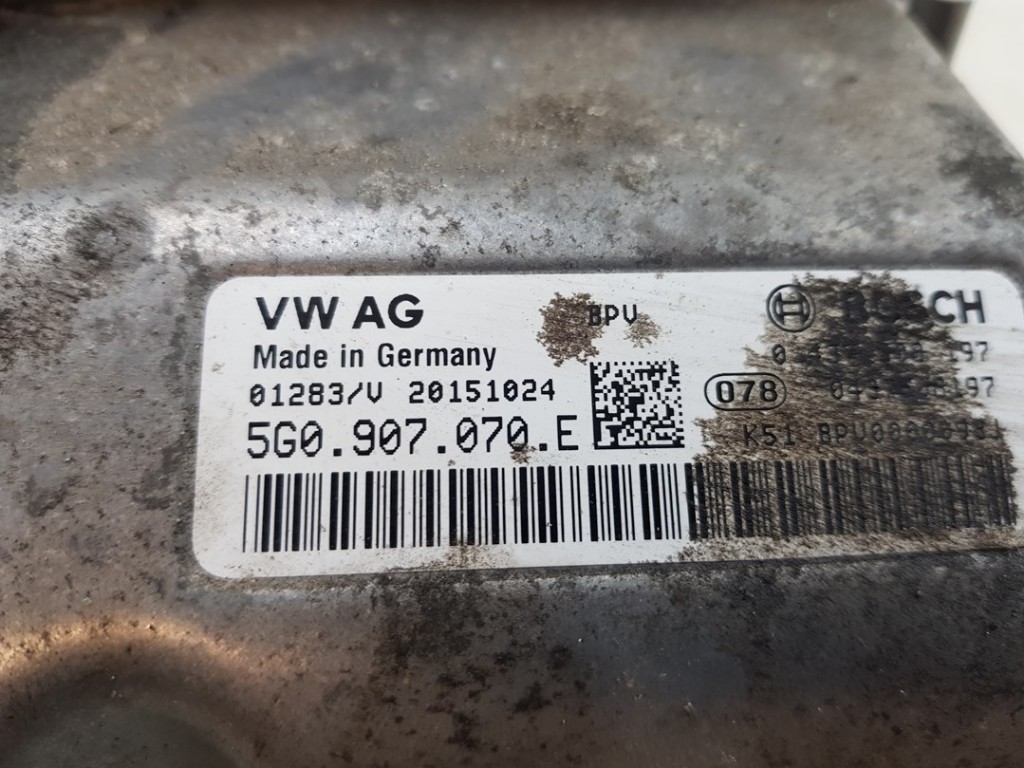 VW AG
BPV
BOSCH
Made in Germany
01283/V 20151024
078
5G0.907.070.E
K51